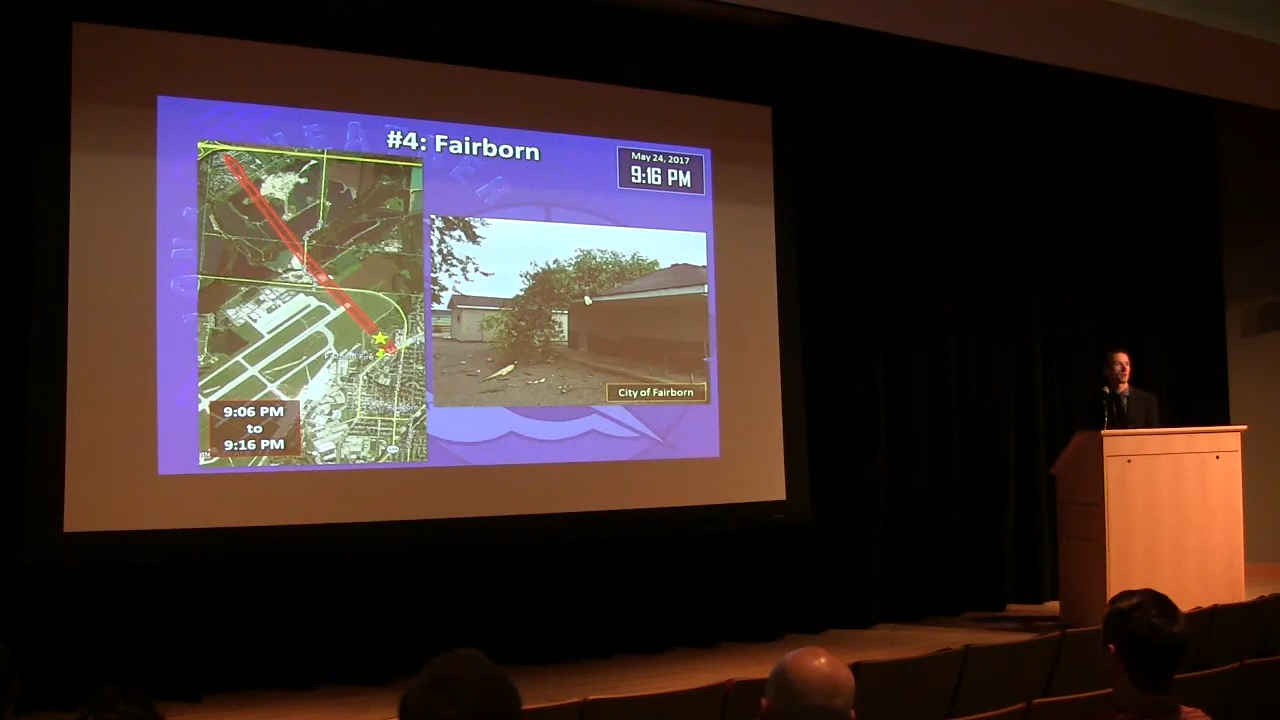 #4: Fairborn
May 24, 2017
9:16 PM
City of Fairborn
9:06 PM
to
9:16 PM